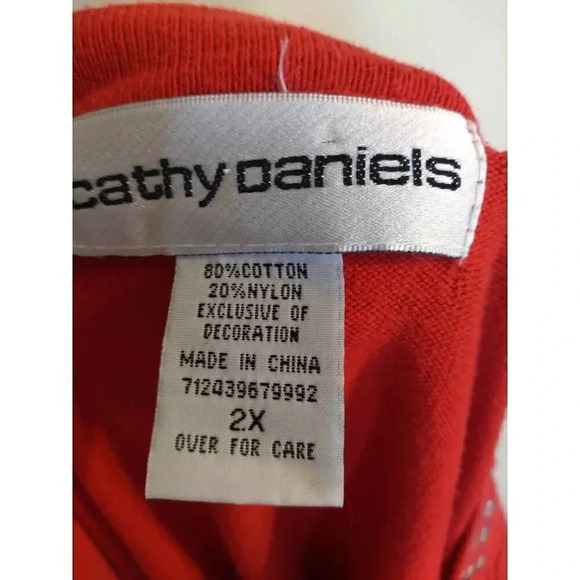 cathy Daniels
80%COTTON
20%NYLON
EXCLUSIVE OF
DECORATION
MADE IN CHINA
712439679992
2X
OVER FOR CARE